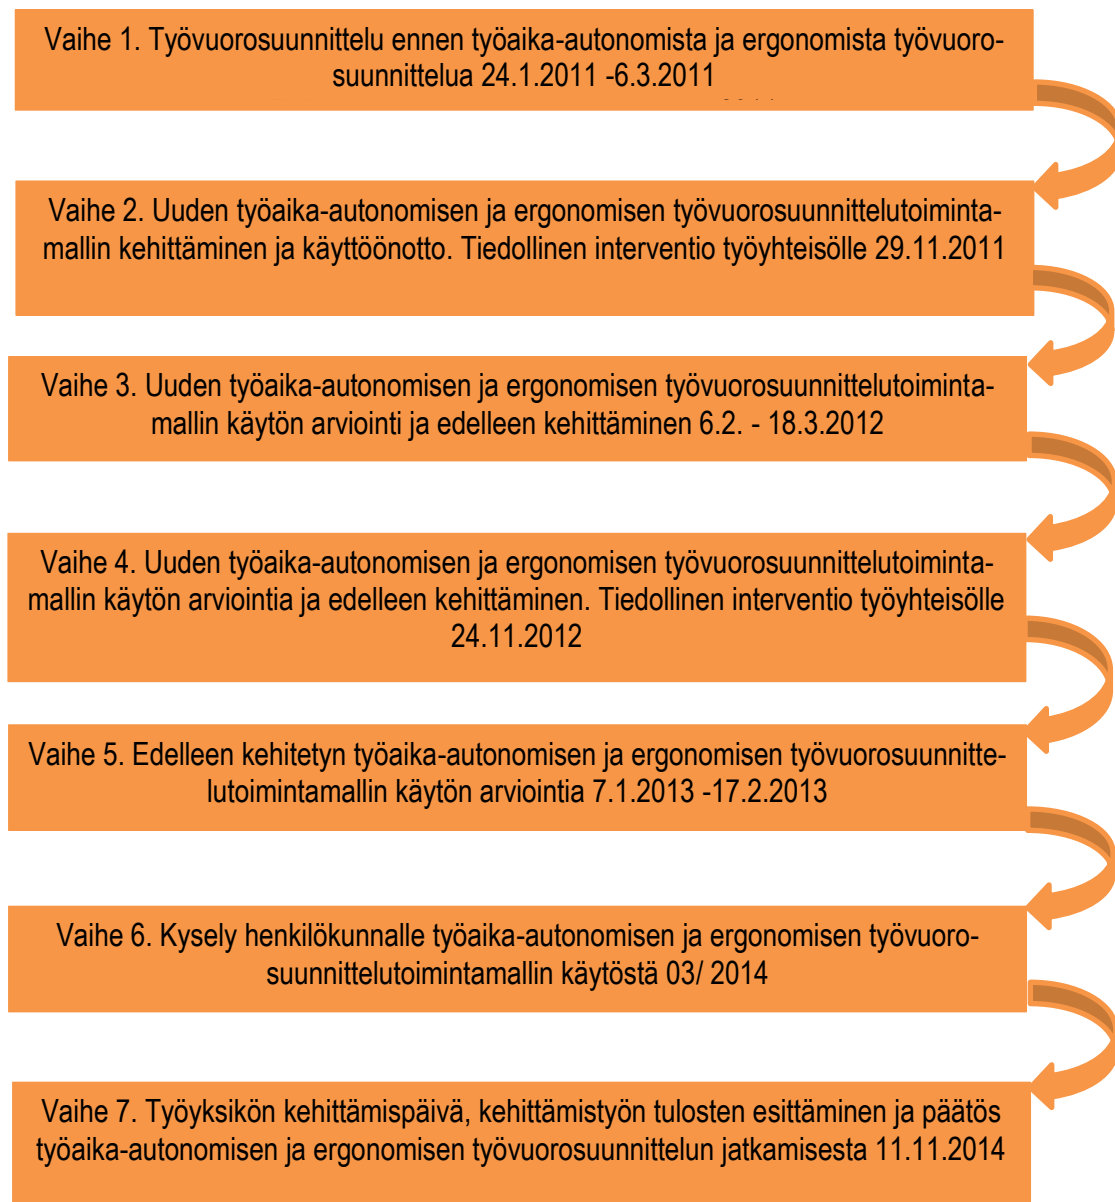 Vaihe 1. Työvuorosuunnittelu ennen työaika-autonomista ja ergonomista työvuoro-
suunnittelua 24.1.2011 -6.3.2011
Vaihe 2. Uuden työaika-autonomisen ja ergonomisen työvuorosuunnittelutoiminta-
mallin kehittäminen ja käyttöönotto. Tiedollinen interventio työyhteisölle 29.11.2011
Vaihe 3. Uuden työaika-autonomisen ja ergonomisen työvuorosuunnittelutoiminta-
mallin käytön arviointi ja edelleen kehittäminen 6.2. - 18.3.2012
Vaihe 4. Uuden työaika-autonomisen ja ergonomisen työvuorosuunnittelutoiminta-
mallin käytön arviointia ja edelleen kehittäminen. Tiedollinen interventio työyhteisölle
24.11.2012
Vaihe 5. Edelleen kehitetyn työaika-autonomisen ja ergonomisen työvuorosuunnitte-
lutoimintamallin käytön arviointia 7.1.2013 -17.2.2013
Vaihe 6. Kysely henkilökunnalle työaika-autonomisen ja ergonomisen työvuoro-
suunnittelutoimintamallin käytöstä 03/ 2014
Vaihe 7. Työyksikön kehittämispäivä, kehittämistyön tulosten esittäminen ja päätös
työaika-autonomisen ja ergonomisen työvuorosuunnittelun jatkamisesta 11.11.2014